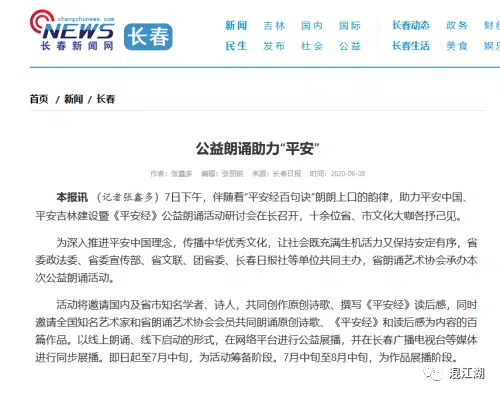 changchunews.com
NEWS
长春新闻网
长春
新闻 吉林 国内 国际
民生 发布 社会 公益
长春动态 政务
长春生活 美食
首页 / 新闻 / 长春
公益朗诵助力“平安”
作者：张鑫多 编辑：张丽锐 来源：长春日报 时间：2020-06-08
本报讯 （记者张鑫多）7日下午，伴随着“平安经百句诀”朗朗上口的韵律，助力平安中国、
平安吉林建设暨《平安经》公益朗诵活动研讨会在长召开，十余位省、市文化大咖各抒己见。
为深入推进平安中国理念，传播中华优秀文化，让社会既充满生机活力又保持安定有序，省
委政法委、省委宣传部、省文联、团省委、长春日报社等单位共同主办，省朗诵艺术协会承办本
次公益朗诵活动。
活动将邀请国内及省市知名学者、诗人，共同创作原创诗歌、撰写《平安经》读后感，同时
邀请全国知名艺术家和省朗诵艺术协会会员共同朗诵原创诗歌、《平安经》和读后感为内容的百
篇作品。以线上朗诵、线下启动的形式，在网络平台进行公益展播，并在长春广播电视台等媒体
进行同步展播。即日起至7月中旬，为活动筹备阶段。7月中旬至8月中旬，为作品展播阶段。
混江湖